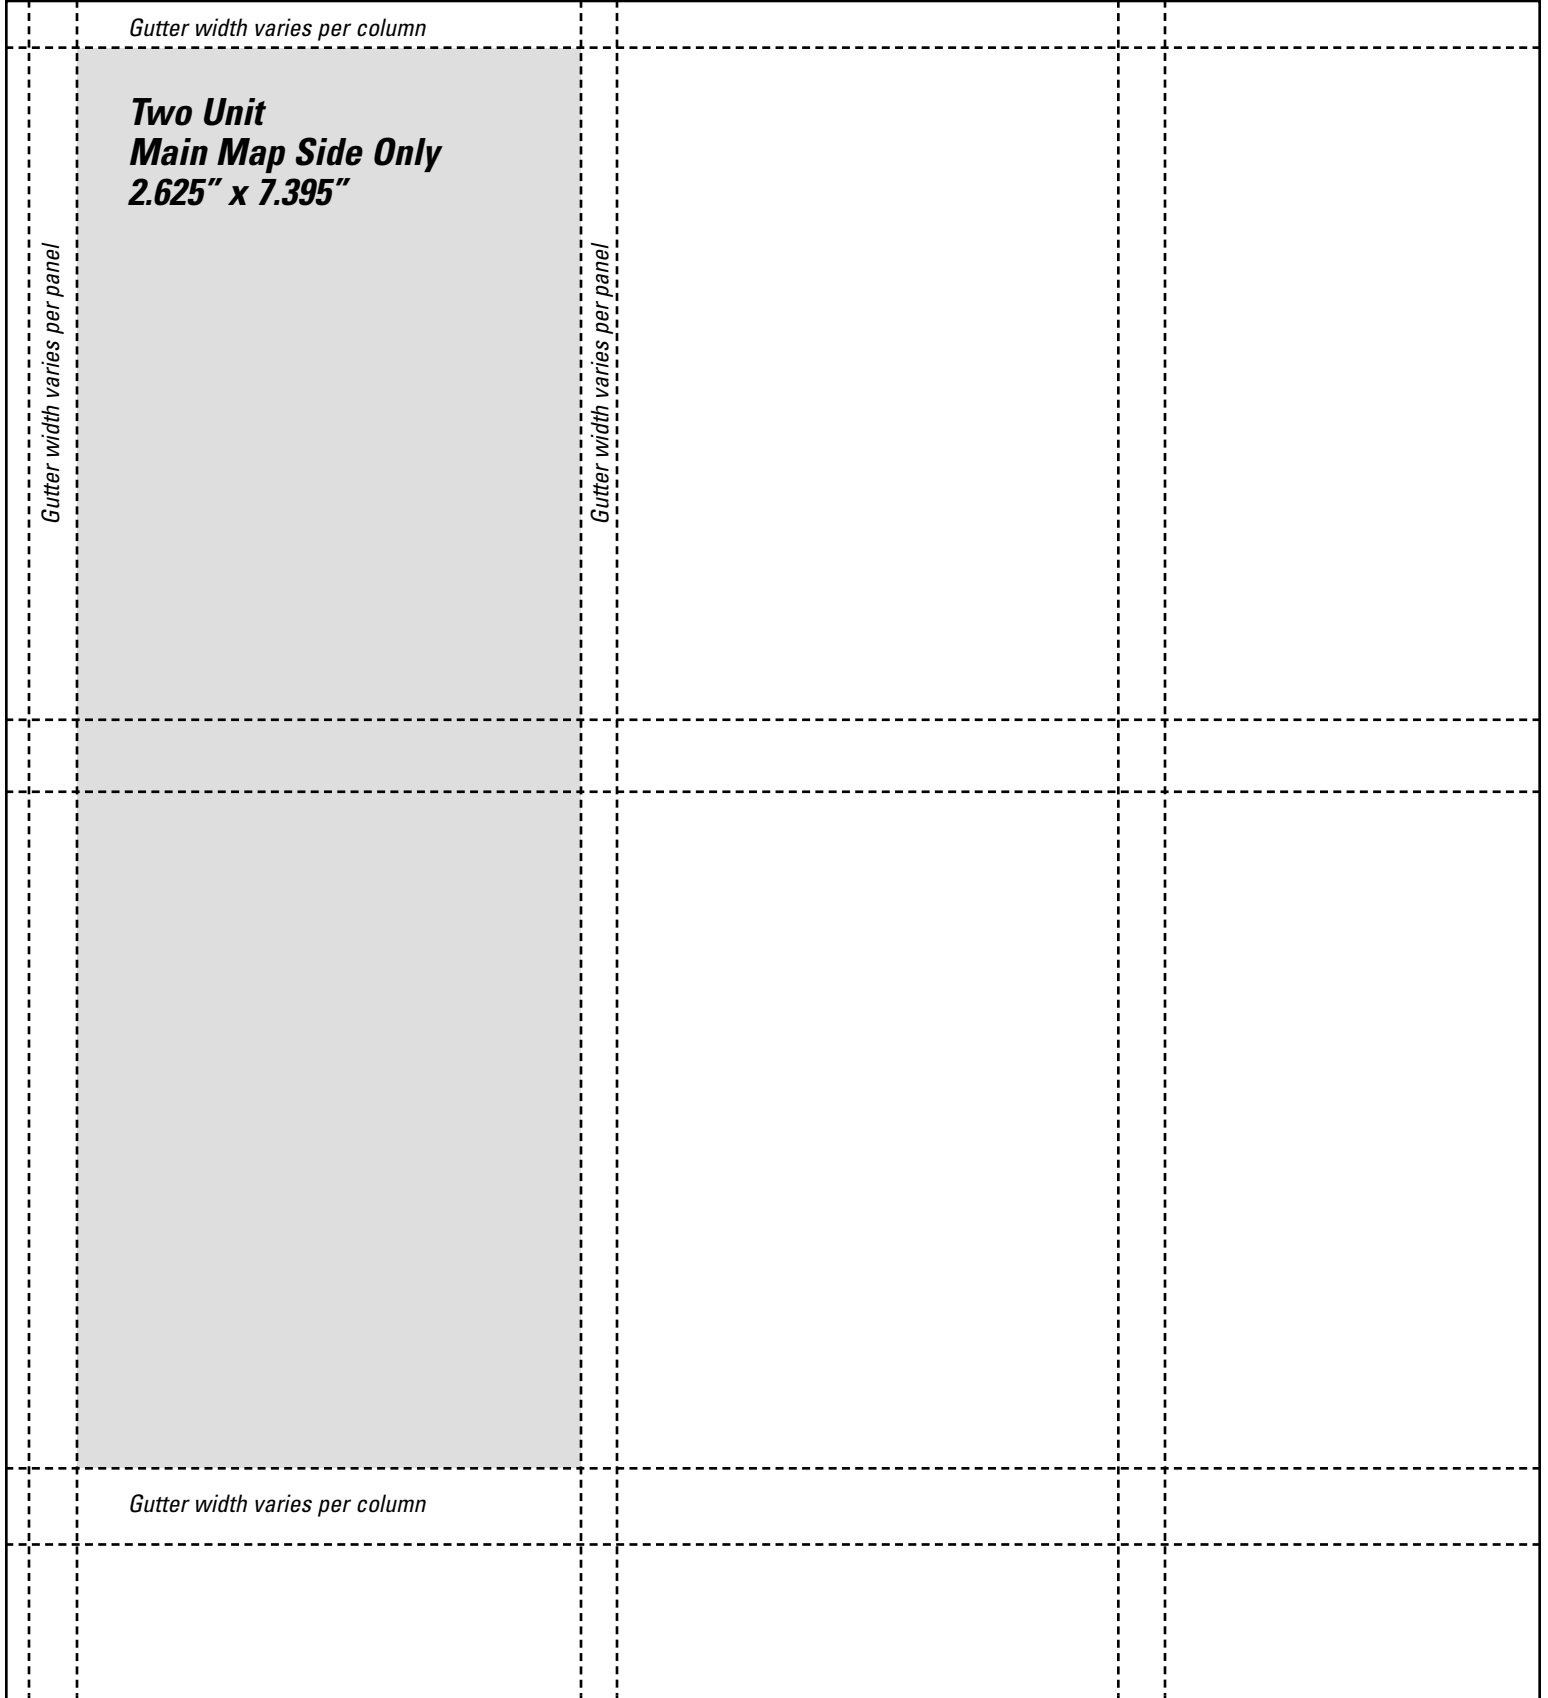 Gutter width varies per column
Two Unit
Main Map Side Only
2.625” x 7.395”
Gutter width varies per panel
Gutter width varies per panel
Gutter width varies per column